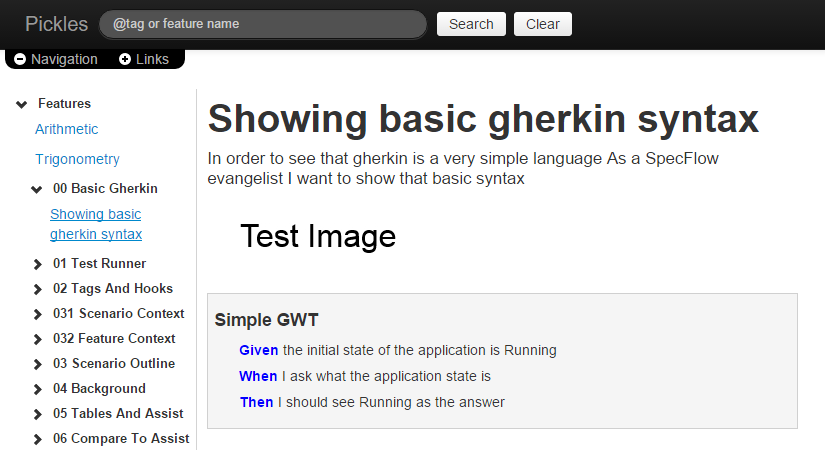 Pickles @tag or feature name Search Clear
Navigation Links
Features
Arithmetic
Trigonometry
00 Basic Gherkin
Showing basic
gherkin syntax
01 Test Runner
02 Tags And Hooks
031 Scenario Context
032 Feature Context
03 Scenario Outline
04 Background
05 Tables And Assist
06 Compare To Assist
Showing basic gherkin syntax
In order to see that gherkin is a very simple language As a SpecFlow
evangelist I want to show that basic syntax
Test Image
Simple GWT
Given the initial state of the application is Running
When I ask what the application state is
Then I should see Running as the answer